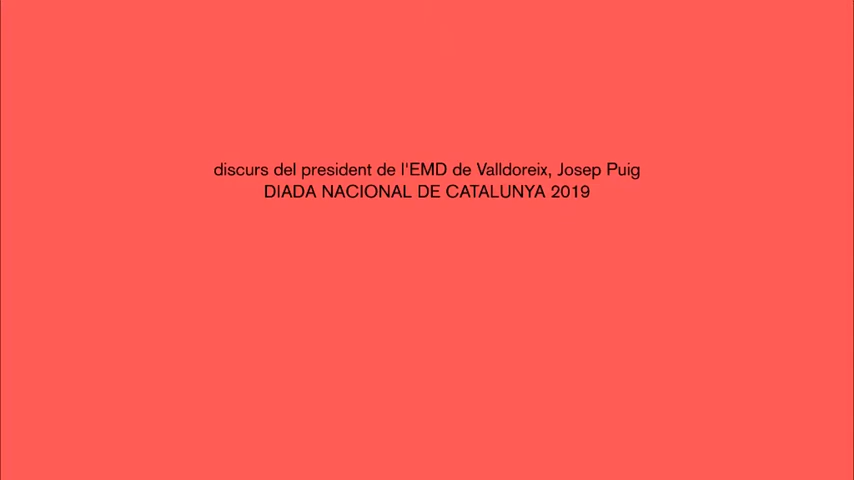 discurs del president de l'EMD de Valldoreix, Josep Puig
DIADA NACIONAL DE CATALUNYA 2019